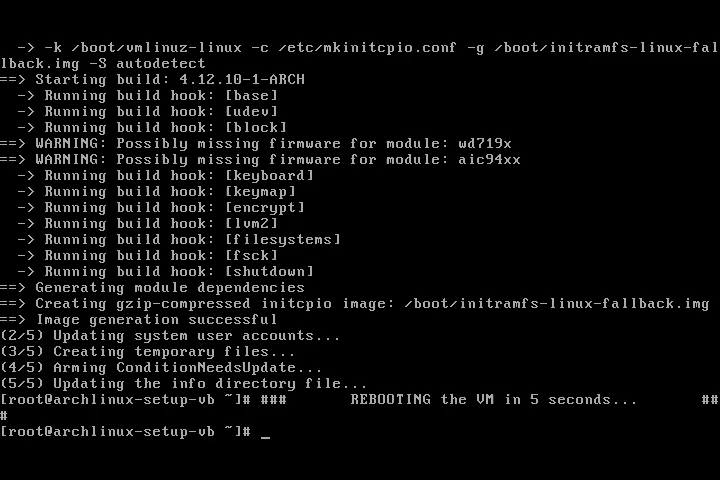 -> -k /boot/vmlinuz-linux -c /etc/mkinitcpio.conf -g /boot/initramfs-linux-fal
lback.img -S autodetect
==> Starting build: 4.12.10-1-ARCH
  -> Running build hook: [base]
  -> Running build hook: [udev]
  -> Running build hook: [block]
==> WARNING: Possibly missing firmware for module: wd719x
==> WARNING: Possibly missing firmware for module: aic94xx
  -> Running build hook: [keyboard]
  -> Running build hook: [keymap]
  -> Running build hook: [encrypt]
  -> Running build hook: [lvm2]
  -> Running build hook: [filesystems]
  -> Running build hook: [fsck]
  -> Running build hook: [shutdown]
==> Generating module dependencies
==> Creating gzip-compressed initcpio image: /boot/initramfs-linux-fallback.img
==> Image generation successful
(2/5) Updating system user accounts...
(3/5) Creating temporary files...
(4/5) Arming ConditionNeedsUpdate...
(5/5) Updating the info directory file...
[root@archlinux-setup-vb ~]# ###       REBOOTING the VM in 5 seconds...       ##
#
[root@archlinux-setup-vb ~]# _